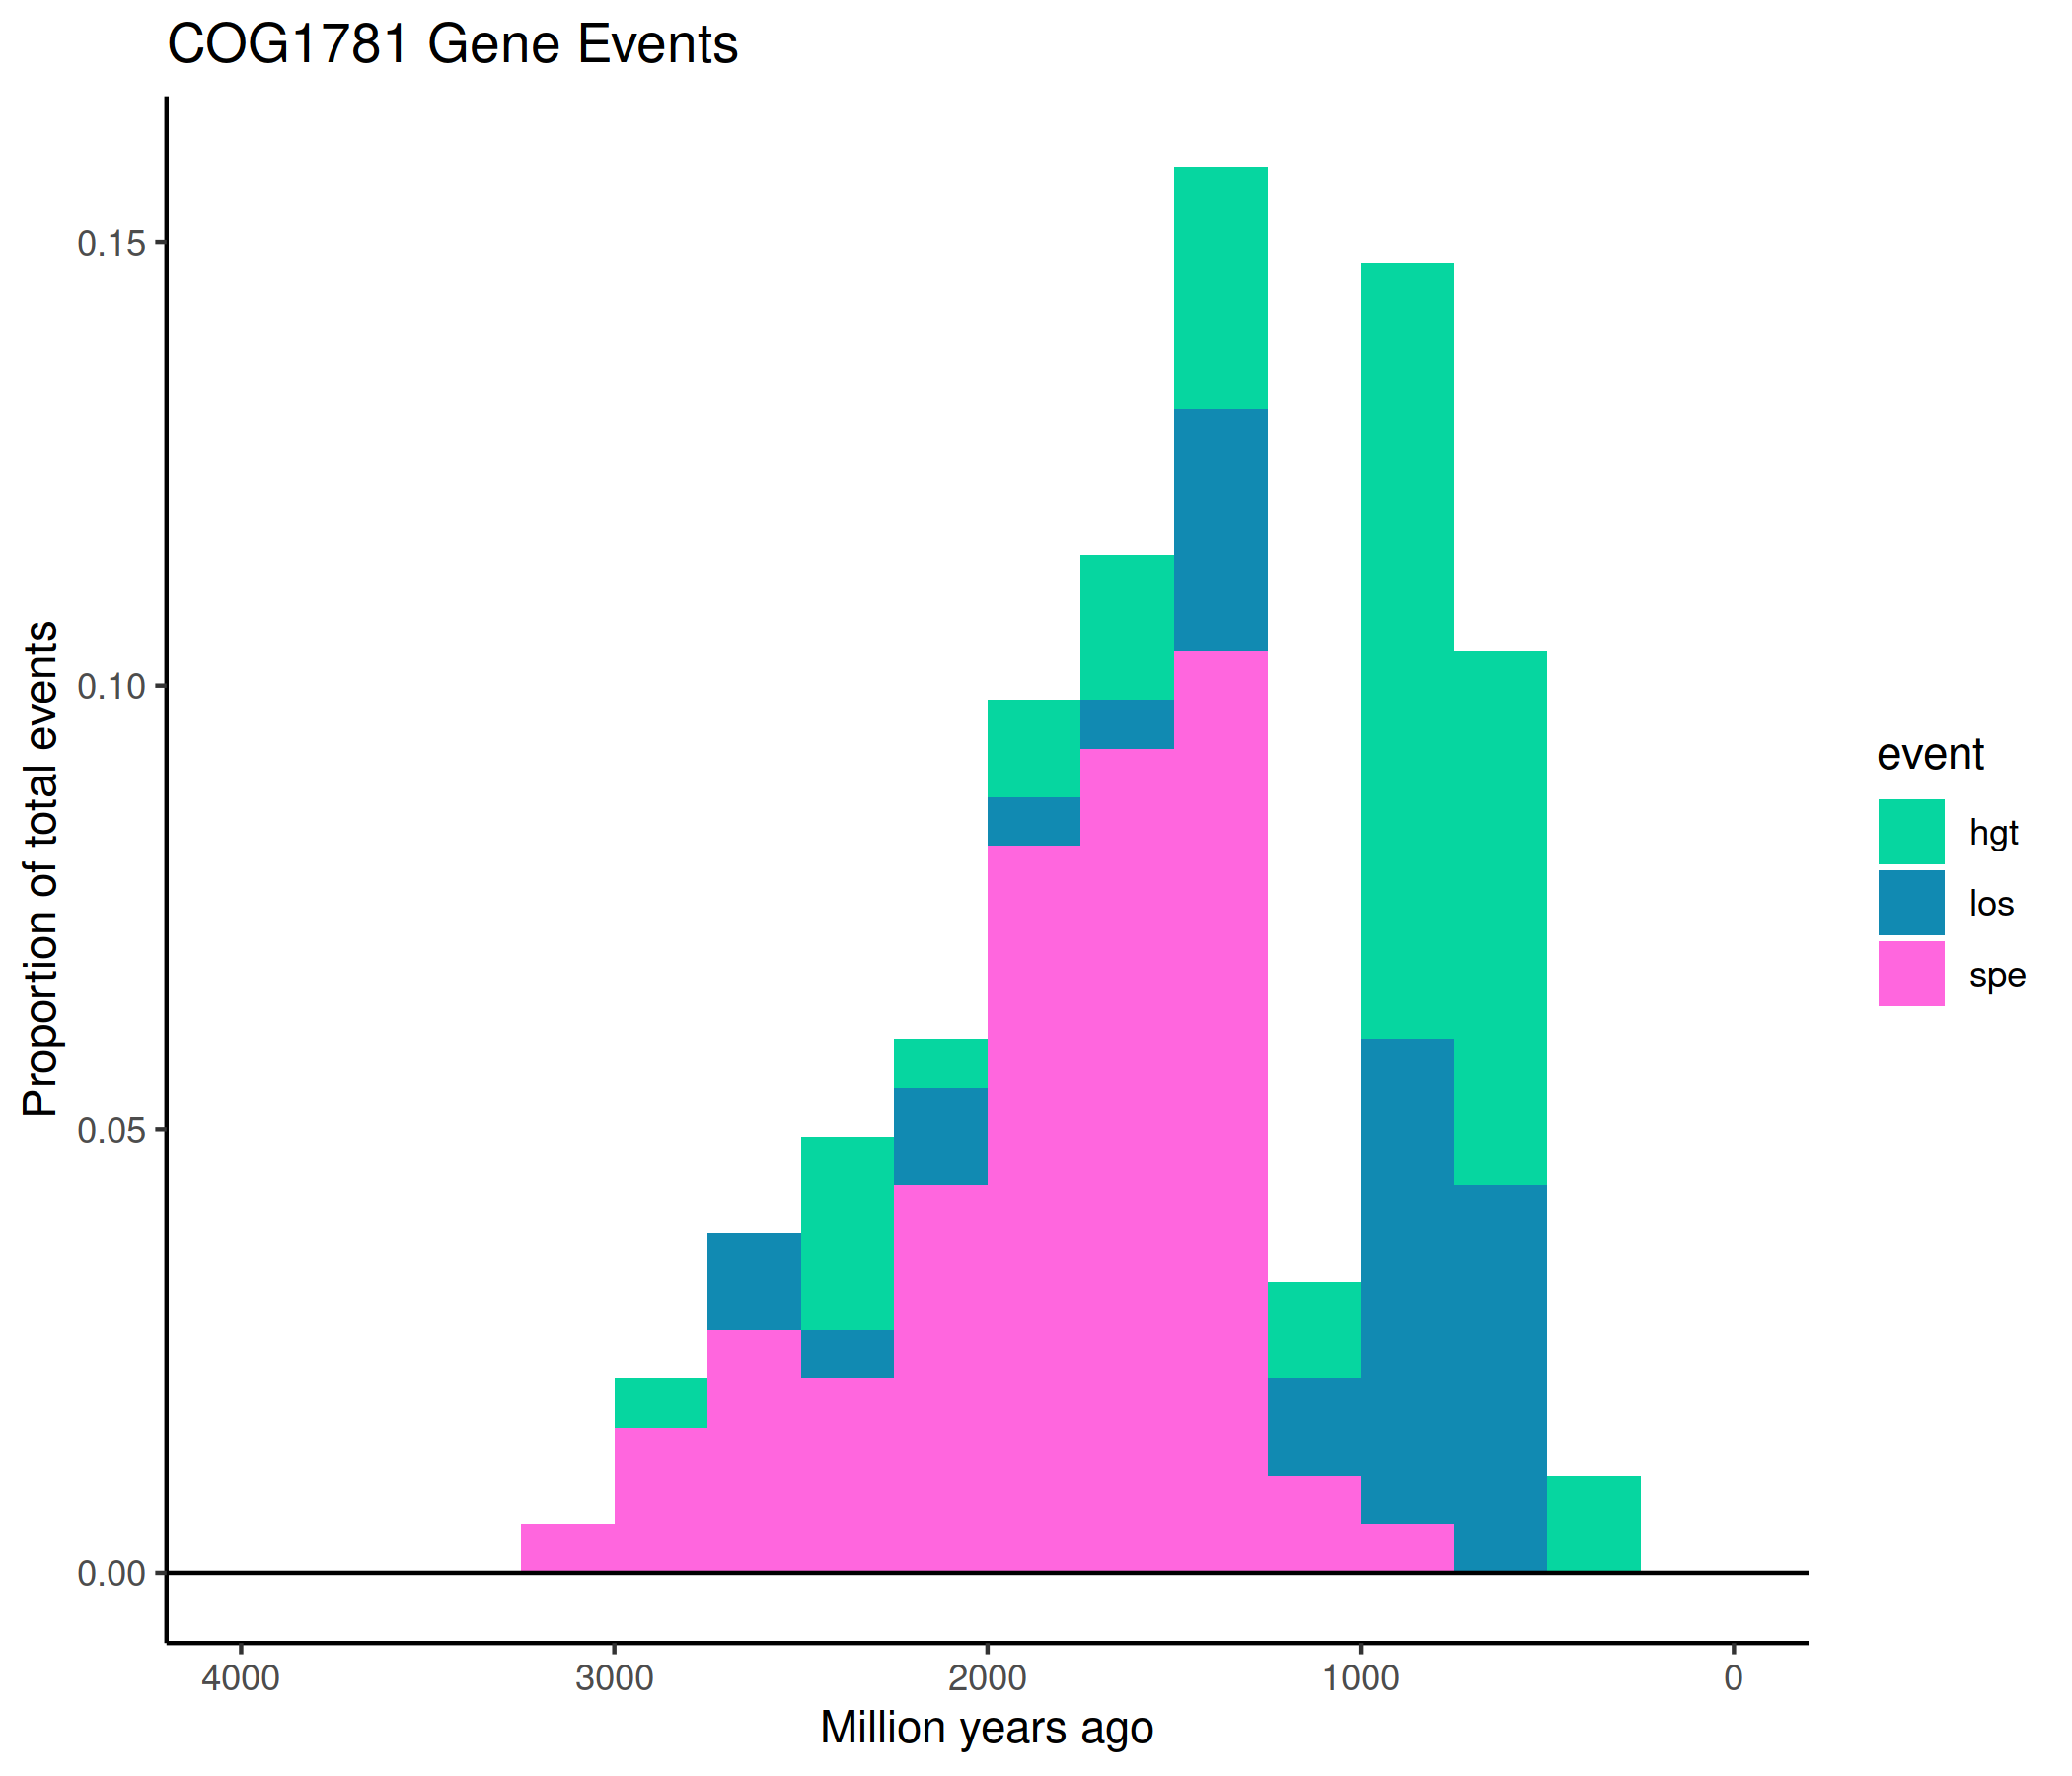 COG1781 Gene Events
Proportion of total events
0.15
0.10
0.05
0.00
4000 3000 2000 1000 0
Million years ago
event
hgt
los
spe